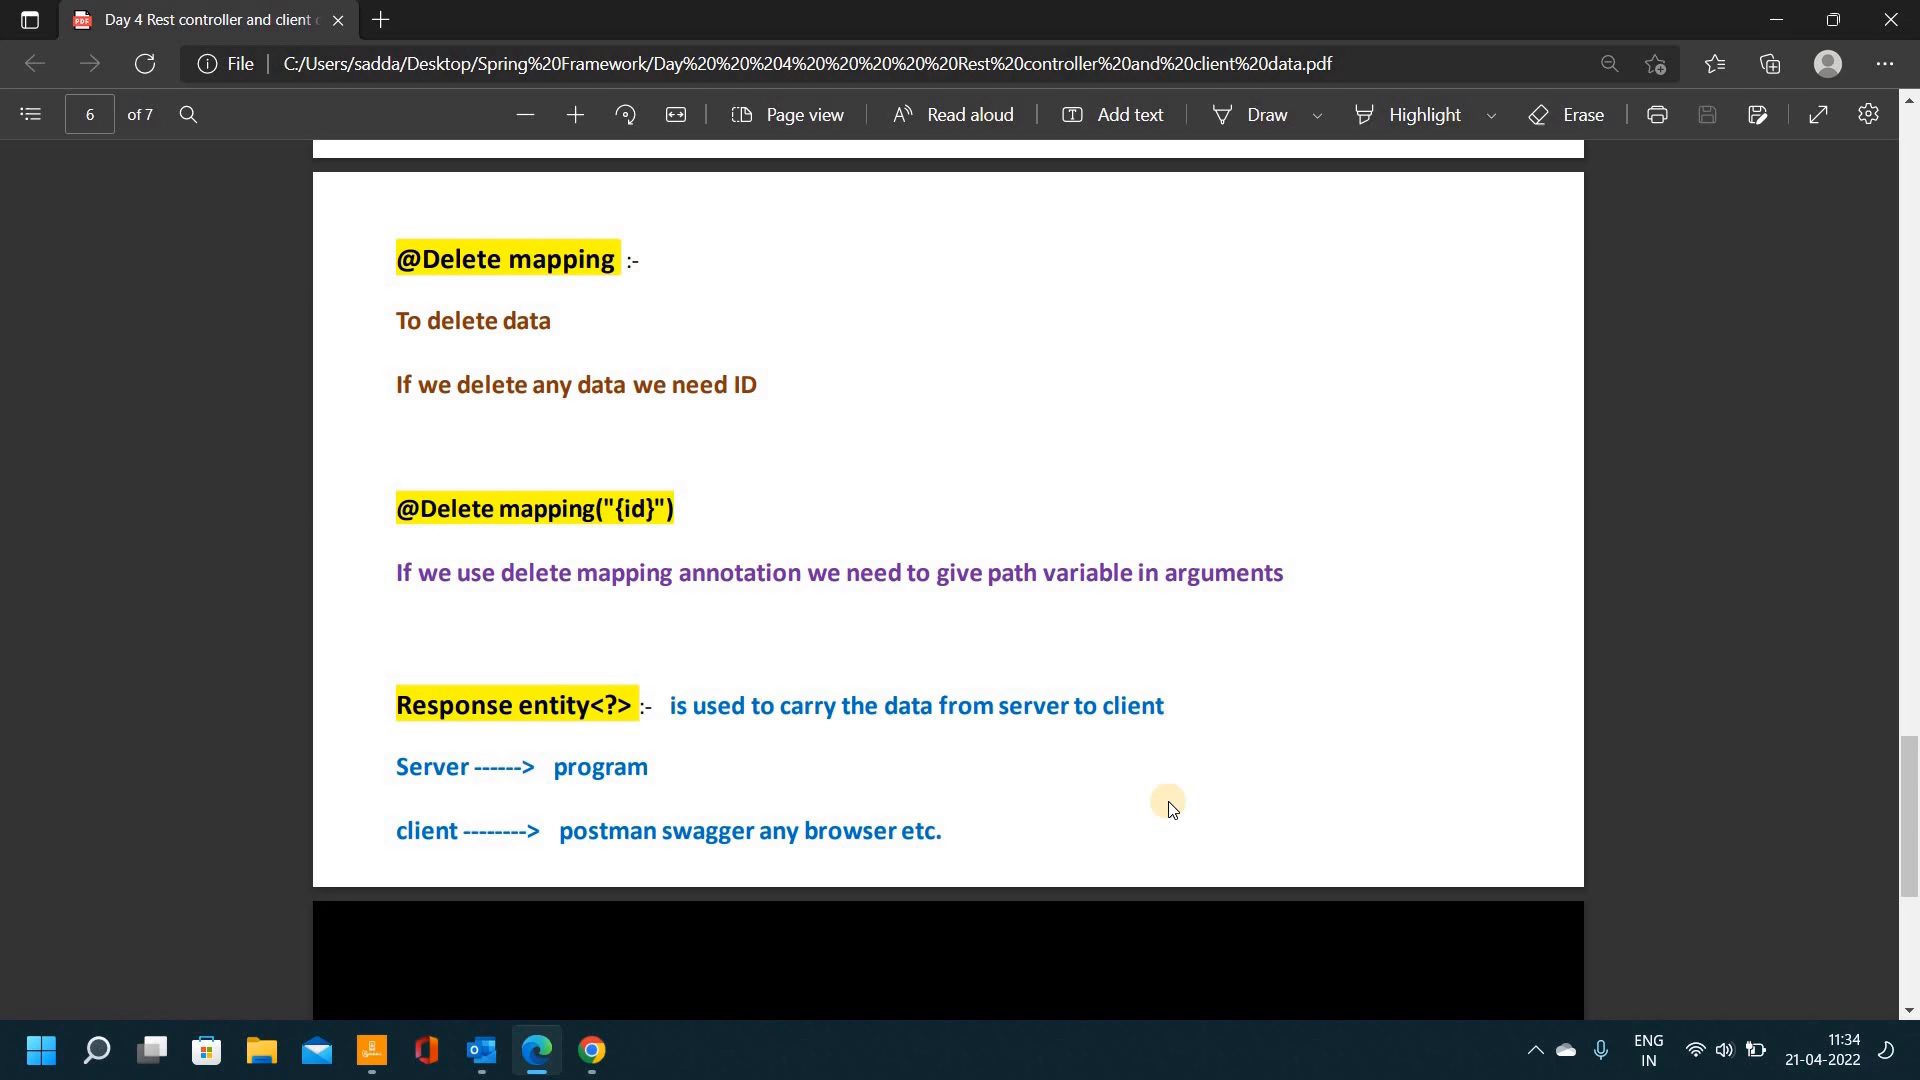 Day 4 Rest controller and client
File
C:/Users/sadda/Desktop/Spring%20Framework/Day%20%20%204%20%20%20%20%20Rest%20controller%20and%20client%20data.pdf
6 of 7
Page view
Read aloud
Add text
Draw
Highlight
Erase
@Delete mapping :-
To delete data
If we delete any data we need ID
@Delete mapping("{id}")
If we use delete mapping annotation we need to give path variable in arguments
Response entity<?> :- is used to carry the data from server to client
Server ------> program
client --------> postman swagger any browser etc.
ENG
IN
11:34
21-04-2022